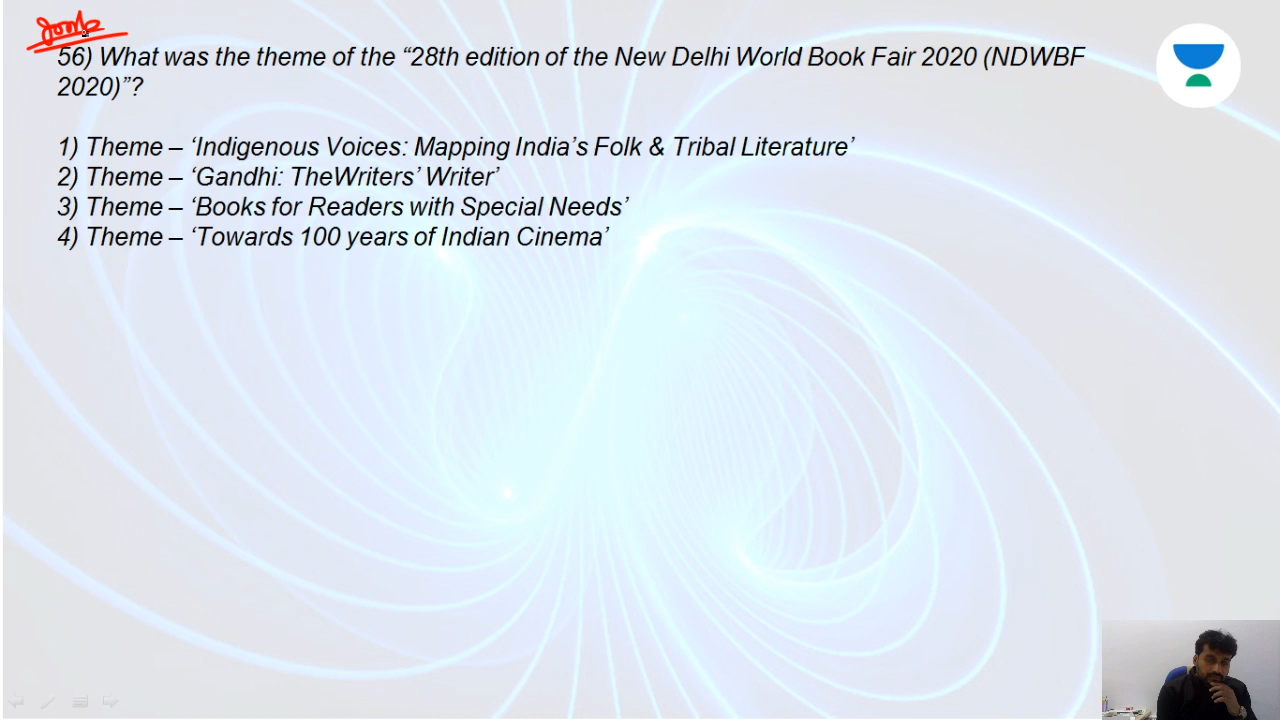 56) What was the theme of the “28th edition of the New Delhi World Book Fair 2020 (NDWBF
2020)”?
1) Theme – ‘Indigenous Voices: Mapping India’s Folk & Tribal Literature’
2) Theme – ‘Gandhi: TheWriters’ Writer’
3) Theme – ‘Books for Readers with Special Needs’
4) Theme – ‘Towards 100 years of Indian Cinema’